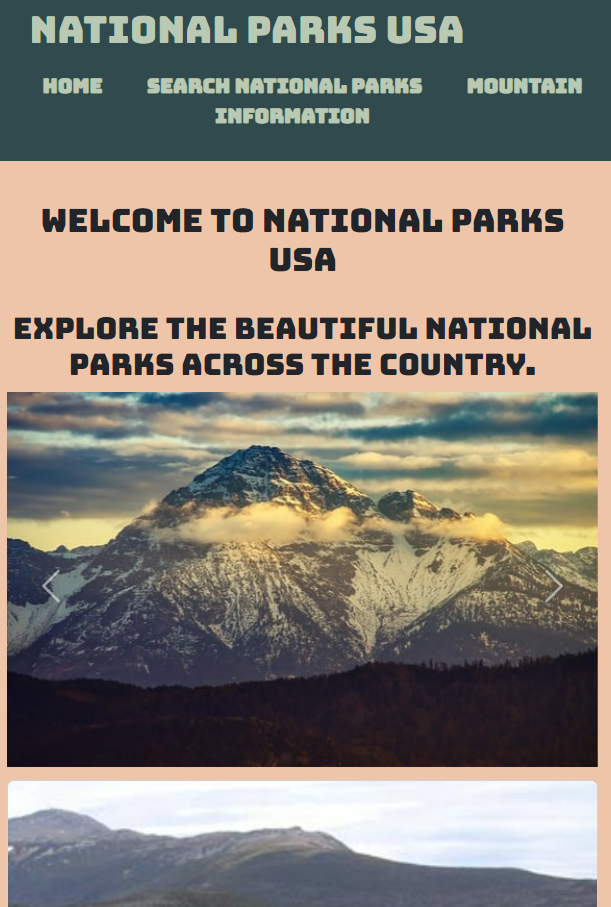 NATIONAL PARKS USA
HOME SEARCH NATIONAL PARKS MOUNTAIN
INFORMATION
WELCOME TO NATIONAL PARKS
USA
EXPLORE THE BEAUTIFUL NATIONAL
PARKS ACROSS THE COUNTRY.